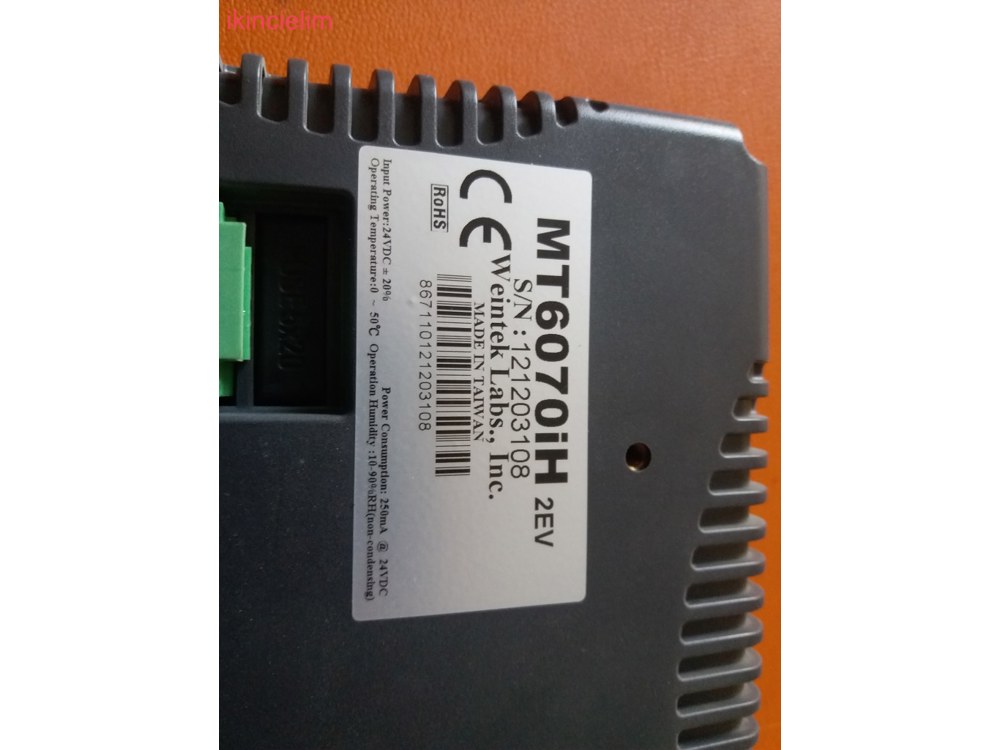 ikincielim
MT6070iH 2EV
S/N : 121203108
CE Weintek Labs., Inc.
MADE IN TAIWAN
RoHS
867110121203108
Power Consumption: 250mA @ 24VDC
Input Power:24VDC ± 20%
Operating Temperature:0 ~ 50℃ Operation Humidity :10-90%RH(non-condensing)